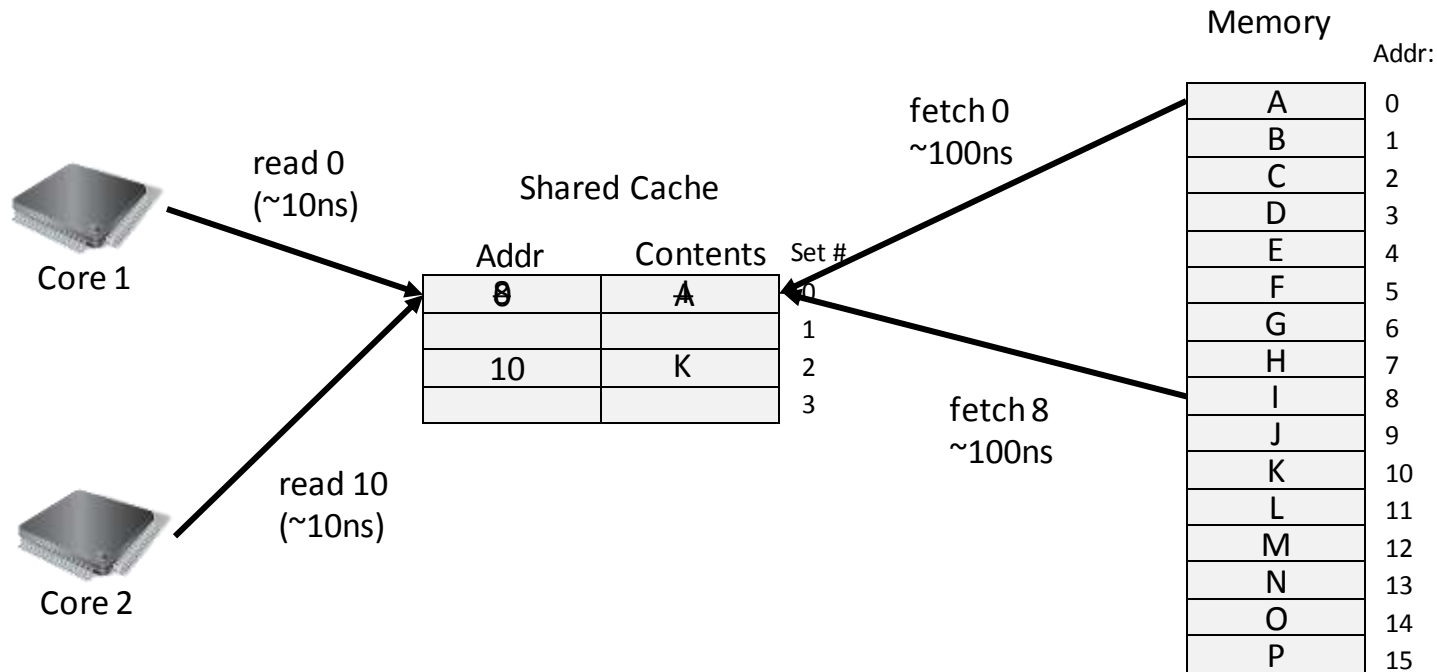 Memory
Addr:
fetch 0
~100ns
read 0
(~10ns)
Shared Cache
Core 1
Addr Contents Set #
1
10 K 2
3
fetch 8
~100ns
read 10
(~10ns)
Core 2
A 0
B 1
C 2
D 3
E 4
F 5
G 6
H 7
I 8
J 9
K 10
L 11
M 12
N 13
O 14
P 15